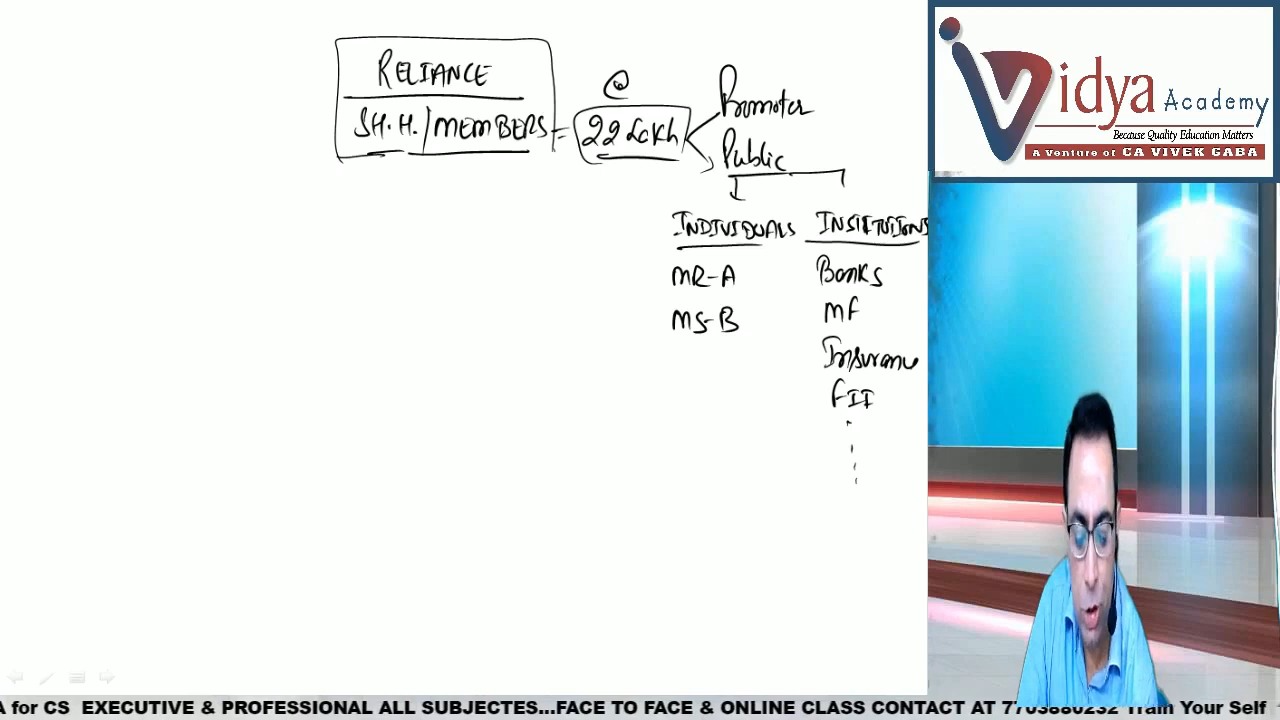 RELIANCE
SH.H. / MEMBERS = 22 Lakh
@
Promoter
Public
INDIVIDUALS
MR-A
MS-B
INSTITUTIONS
Banks
MF
Insurance
FII
Vidya Academy
Because Quality Education Matters
A Venture of CA VIVEK GABA
A for CS EXECUTIVE & PROFESSIONAL ALL SUBJECTES...FACE TO FACE & ONLINE CLASS CONTACT AT 7703880232 Train Your Self